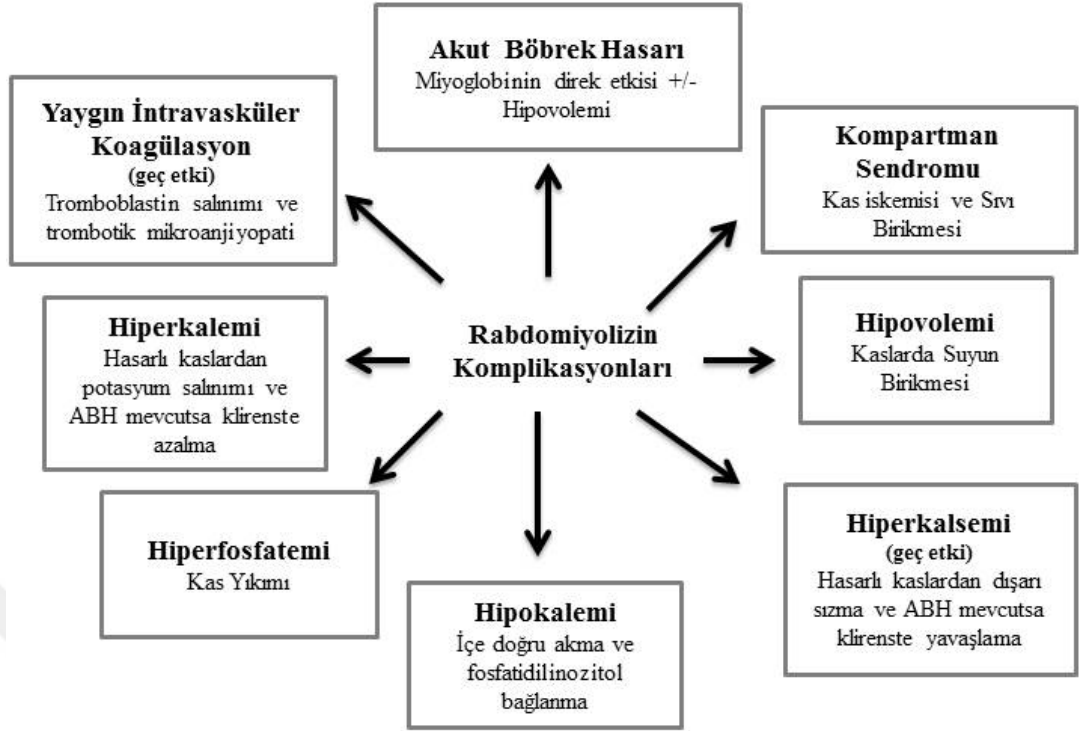 Akut Böbrek Hasarı
Miyoglobinin direk etkisi +/-
Hipovolemi
Yaygın İntravasküler
Koagülasyon
(geç etki)
Tromboblastin salınımı ve
trombotik mikroanjiyopati
Kompartman
Sendromu
Kas iskemisi ve Sıvı
Birikmesi
Hiperkalemi
Hasarlı kaslardan
potasyum salınımı ve
ABH mevcutsa klirenste
azalma
Rabdomiyolizin
Komplikasyonları
Hipovolemi
Kaslarda Suyun
Birikmesi
Hiperfosfatemi
Kas Yıkımı
Hipokalemi
İçe doğru akma ve
fosfatidilinozitol
bağlanma
Hiperkalsemi
(geç etki)
Hasarlı kaslardan dışarı
sızma ve ABH mevcutsa
klirenste yavaşlama